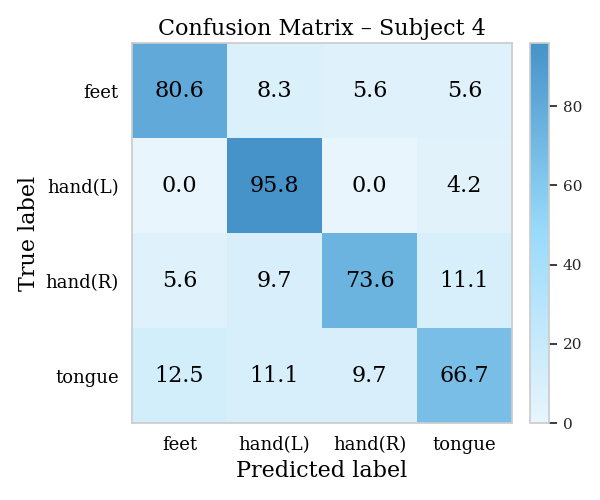 Confusion Matrix – Subject 4
True label
feet 80.6 8.3 5.6 5.6
hand(L) 0.0 95.8 0.0 4.2
hand(R) 5.6 9.7 73.6 11.1
tongue 12.5 11.1 9.7 66.7
feet hand(L) hand(R) tongue
Predicted label
80
60
40
20
0